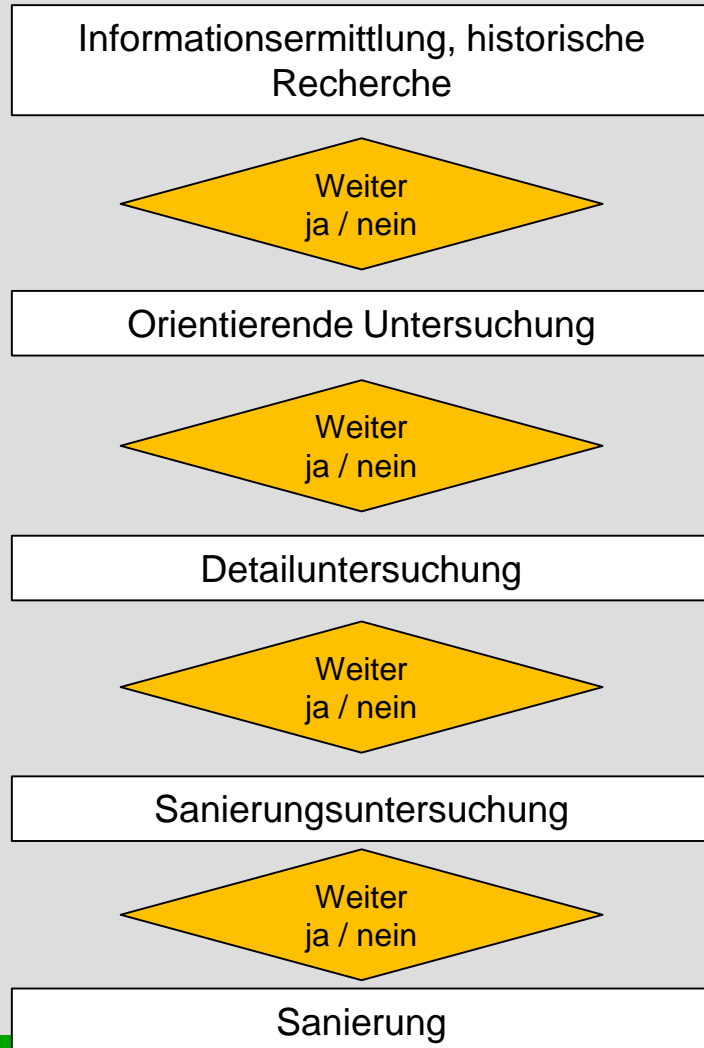 Informationsermittlung, historische
Recherche
Weiter
ja / nein
Orientierende Untersuchung
Weiter
ja / nein
Detailuntersuchung
Weiter
ja / nein
Sanierungsuntersuchung
Weiter
ja / nein
Sanierung